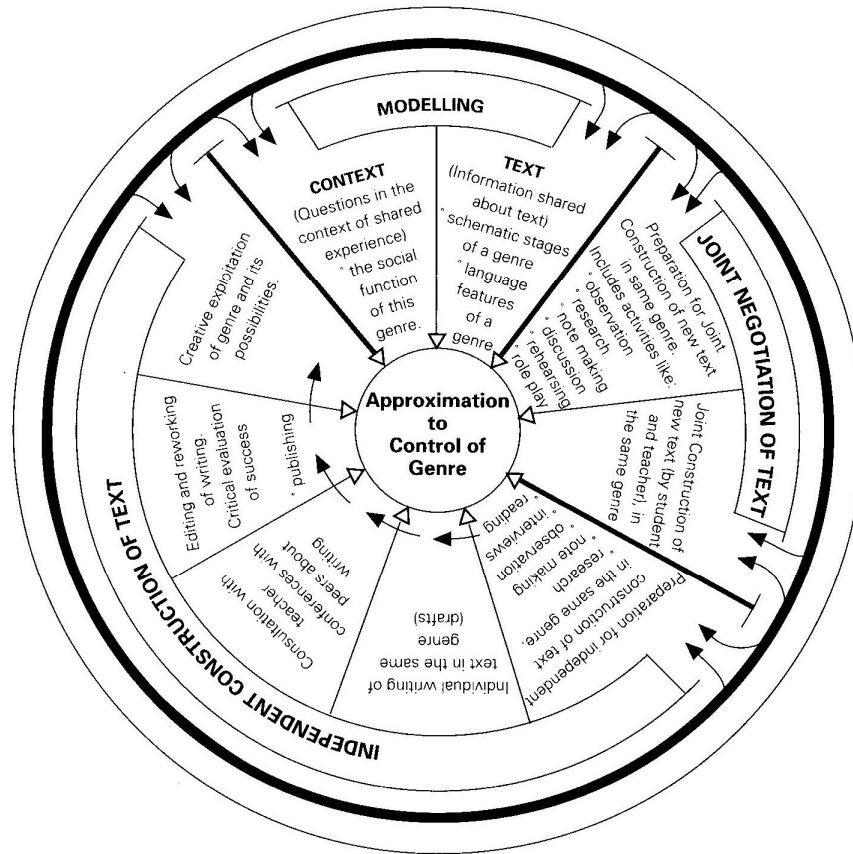 MODELLING
CONTEXT
(Questions in the
context of shared
experience)
* the social
function
of this
genre.
TEXT
(Information shared
about text)
* schematic stages
of a genre
* language
features
of a
genre
JOINT NEGOTIATION OF TEXT
Preparation for Joint
Construction of new text
in same genre.
Includes activities like:
* observation
* research
* note making
* discussion
* rehearsing
* role play
Joint Construction of
new text (by student
and teacher), in
the same genre
INDEPENDENT CONSTRUCTION OF TEXT
Preparation for independent
construction of text
in the same genre.
* research
* note making
* observation
* interviews
* reading
Individual writing of
text in the same
genre
(drafts)
Consultation with
teacher
conferences with
peers about
writing
Editing and reworking
of writing.
Critical evaluation
of success
* publishing
Creative exploitation
of genre and its
possibilities.
Approximation
to
Control of
Genre